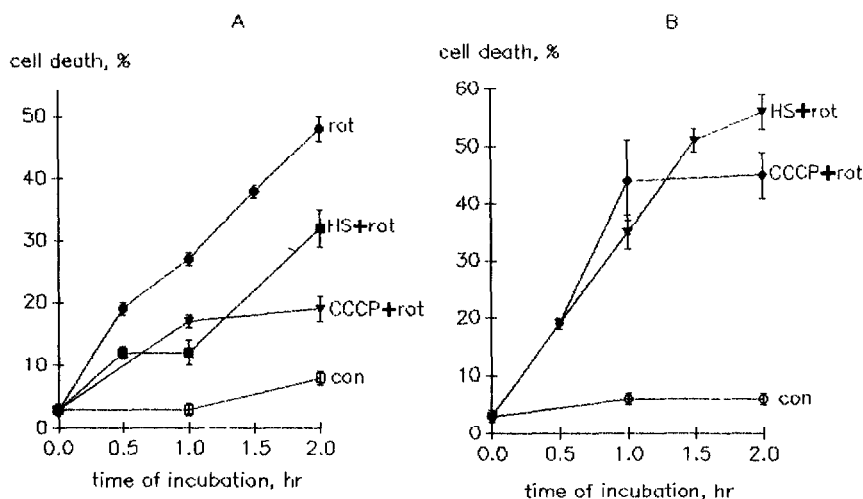 A
cell death, %
50
40
30
20
10
0
rot
HS+rot
CCCP+rot
con
0.0 0.5 1.0 1.5 2.0
time of incubation, hr
B
cell death, %
60
50
40
30
20
10
0
HS+rot
CCCP+rot
con
0.0 0.5 1.0 1.5 2.0
time of incubation, hr